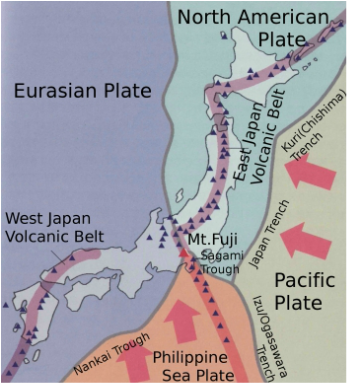 North American
Plate
Eurasian Plate
East Japan
Volcanic Belt
Kuril(Chishima)
Trench
West Japan
Volcanic Belt
Mt.Fuji
Sagami
Trough
Japan Trench
Pacific
Plate
Izu/Ogasawara
Trench
Nankai Trough
Philippine
Sea Plate